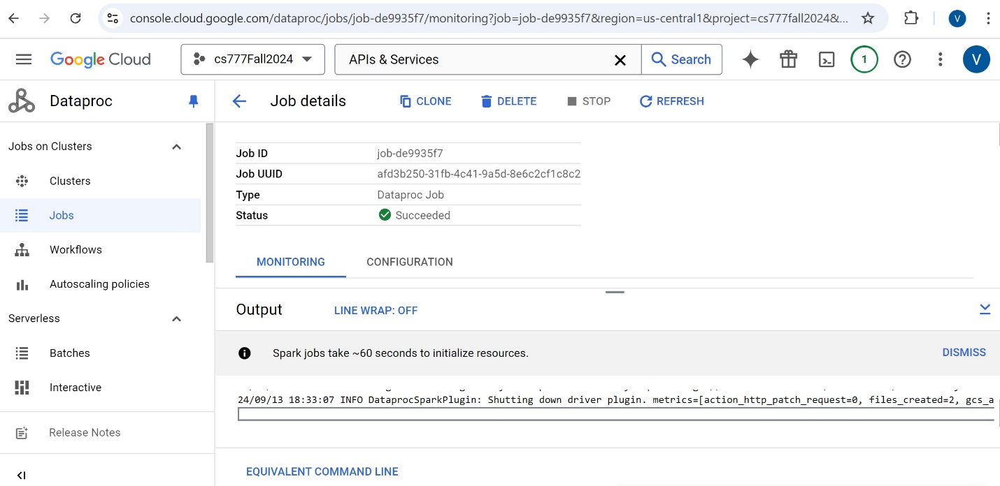 console.cloud.google.com/dataproc/jobs/job-de9935f7/monitoring?job=job-de9935f7&region=us-central1&project=cs777fall2024&...
V
Google Cloud
cs777Fall2024
APIs & Services
Search
1
V
Dataproc
Job details
CLONE
DELETE
STOP
REFRESH
Jobs on Clusters
Clusters
Jobs
Workflows
Autoscaling policies
Serverless
Batches
Interactive
Release Notes
Job ID job-de9935f7
Job UUID afd3b250-31fb-4c41-9a5d-8e6c2cf1c8c2
Type Dataproc Job
Status Succeeded
MONITORING
CONFIGURATION
Output
LINE WRAP: OFF
Spark jobs take ~60 seconds to initialize resources.
DISMISS
24/09/13 18:33:07 INFO DataprocSparkPlugin: Shutting down driver plugin. metrics=[action_http_patch_request=0, files_created=2, gcs_a
EQUIVALENT COMMAND LINE